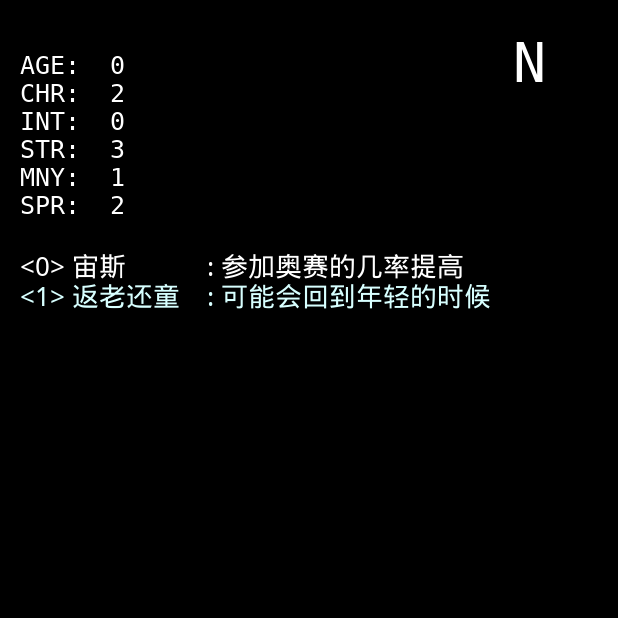 N
AGE: 0
CHR: 2
INT: 0
STR: 3
MNY: 1
SPR: 2
<0> 宙斯 : 参加奥赛的几率提高
<1> 返老还童 : 可能会回到年轻的时候